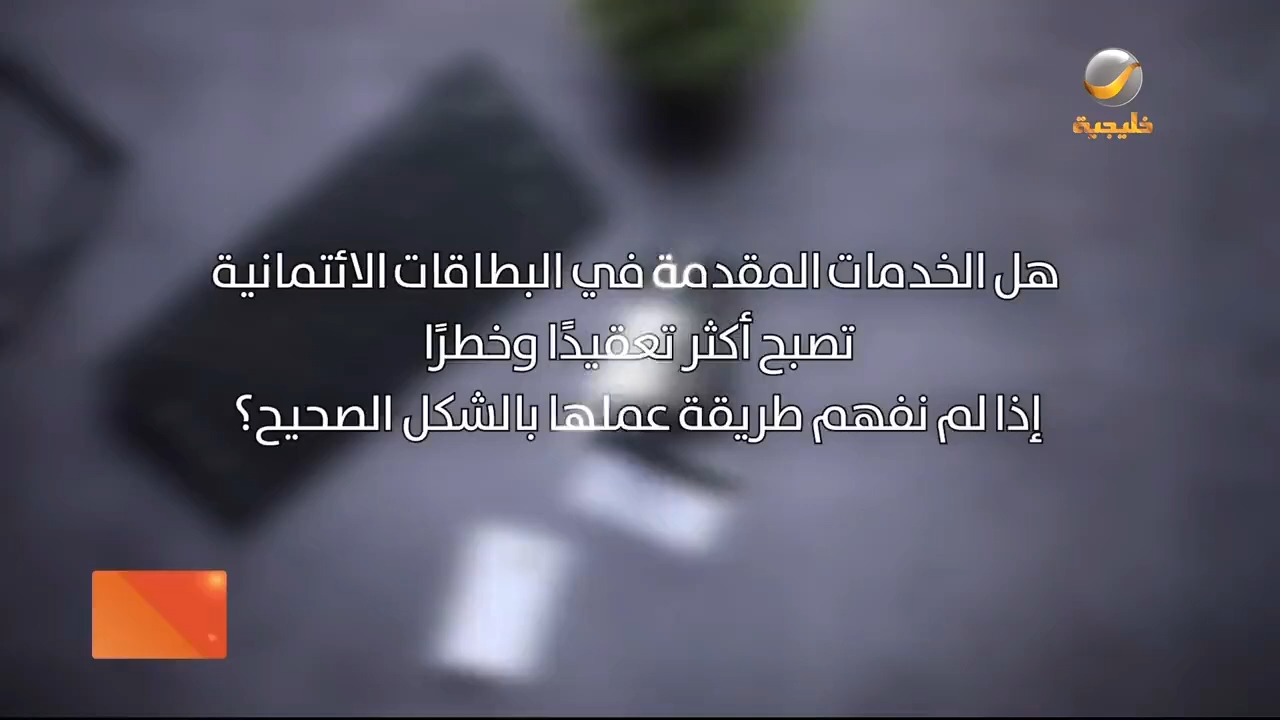 خليجية
هل الخدمات المقدمة في البطاقات الائتمانية
تصبح أكثر تعقيدًا وخطرًا
إذا لم نفهم طريقة عملها بالشكل الصحيح؟